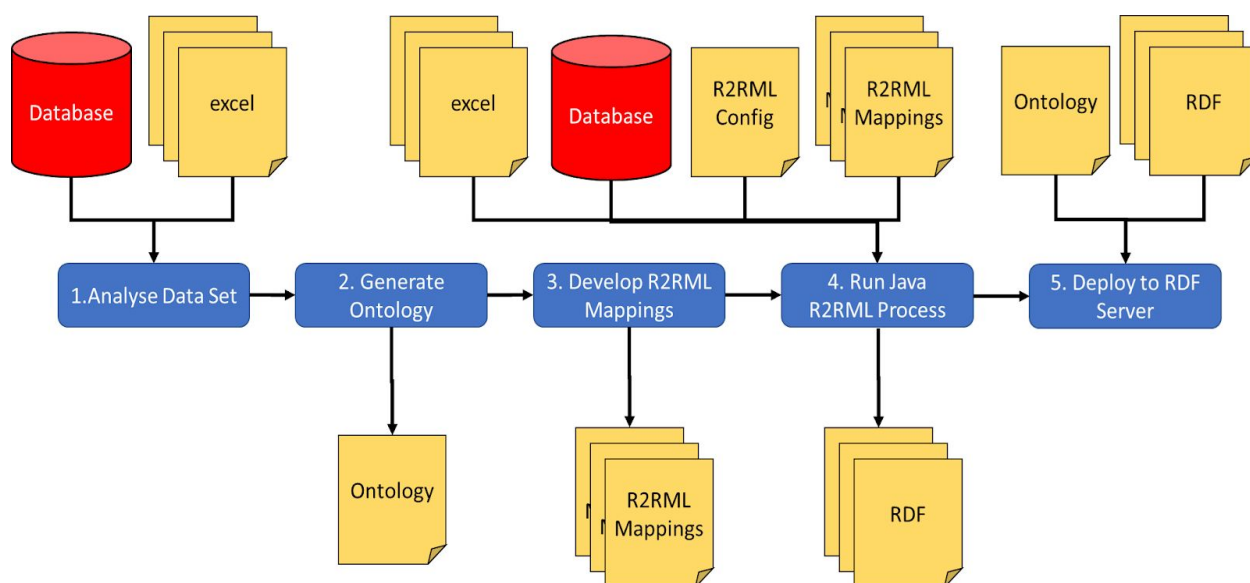 Database
excel
excel
Database
R2RML
Config
R2RML
Mappings
Ontology
RDF
1.Analyse Data Set
2. Generate
Ontology
3. Develop R2RML
Mappings
4. Run Java
R2RML Process
5. Deploy to RDF
Server
Ontology
R2RML
Mappings
RDF